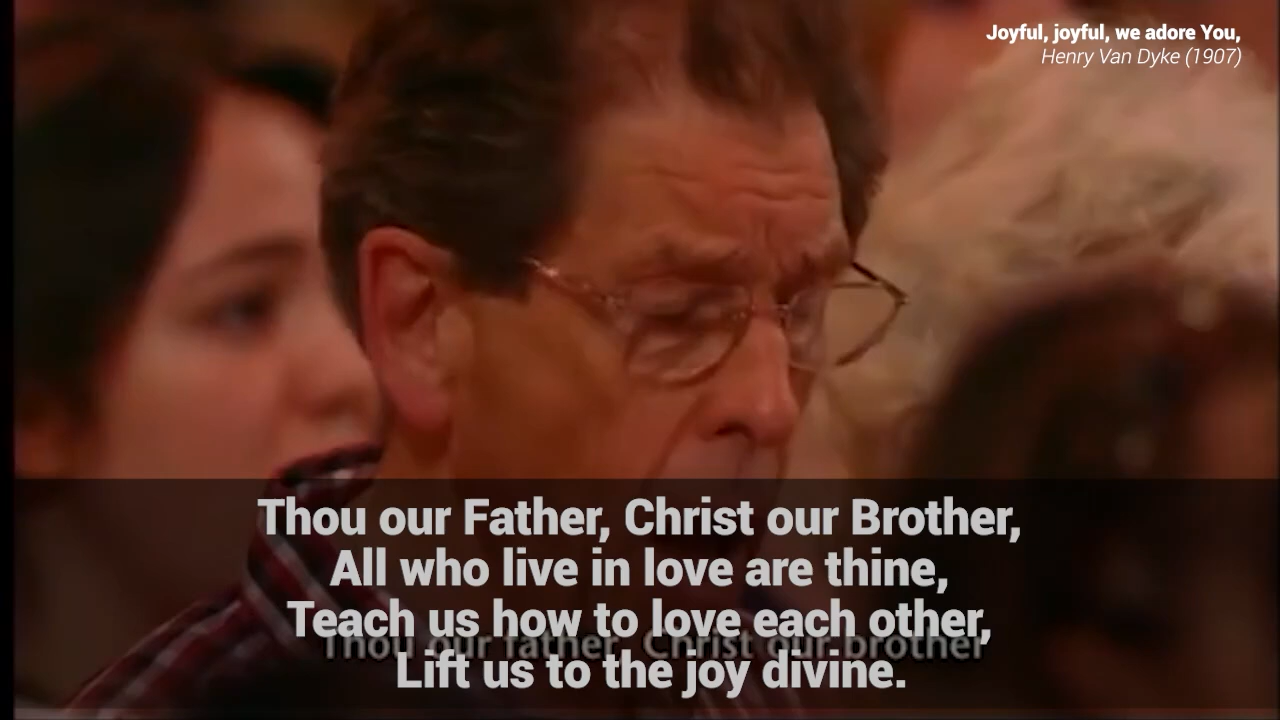 Joyful, joyful, we adore You,
Henry Van Dyke (1907)
Thou our Father, Christ our Brother,
All who live in love are thine,
Teach us how to love each other,
Thou our father, Christ our brother
Lift us to the joy divine.